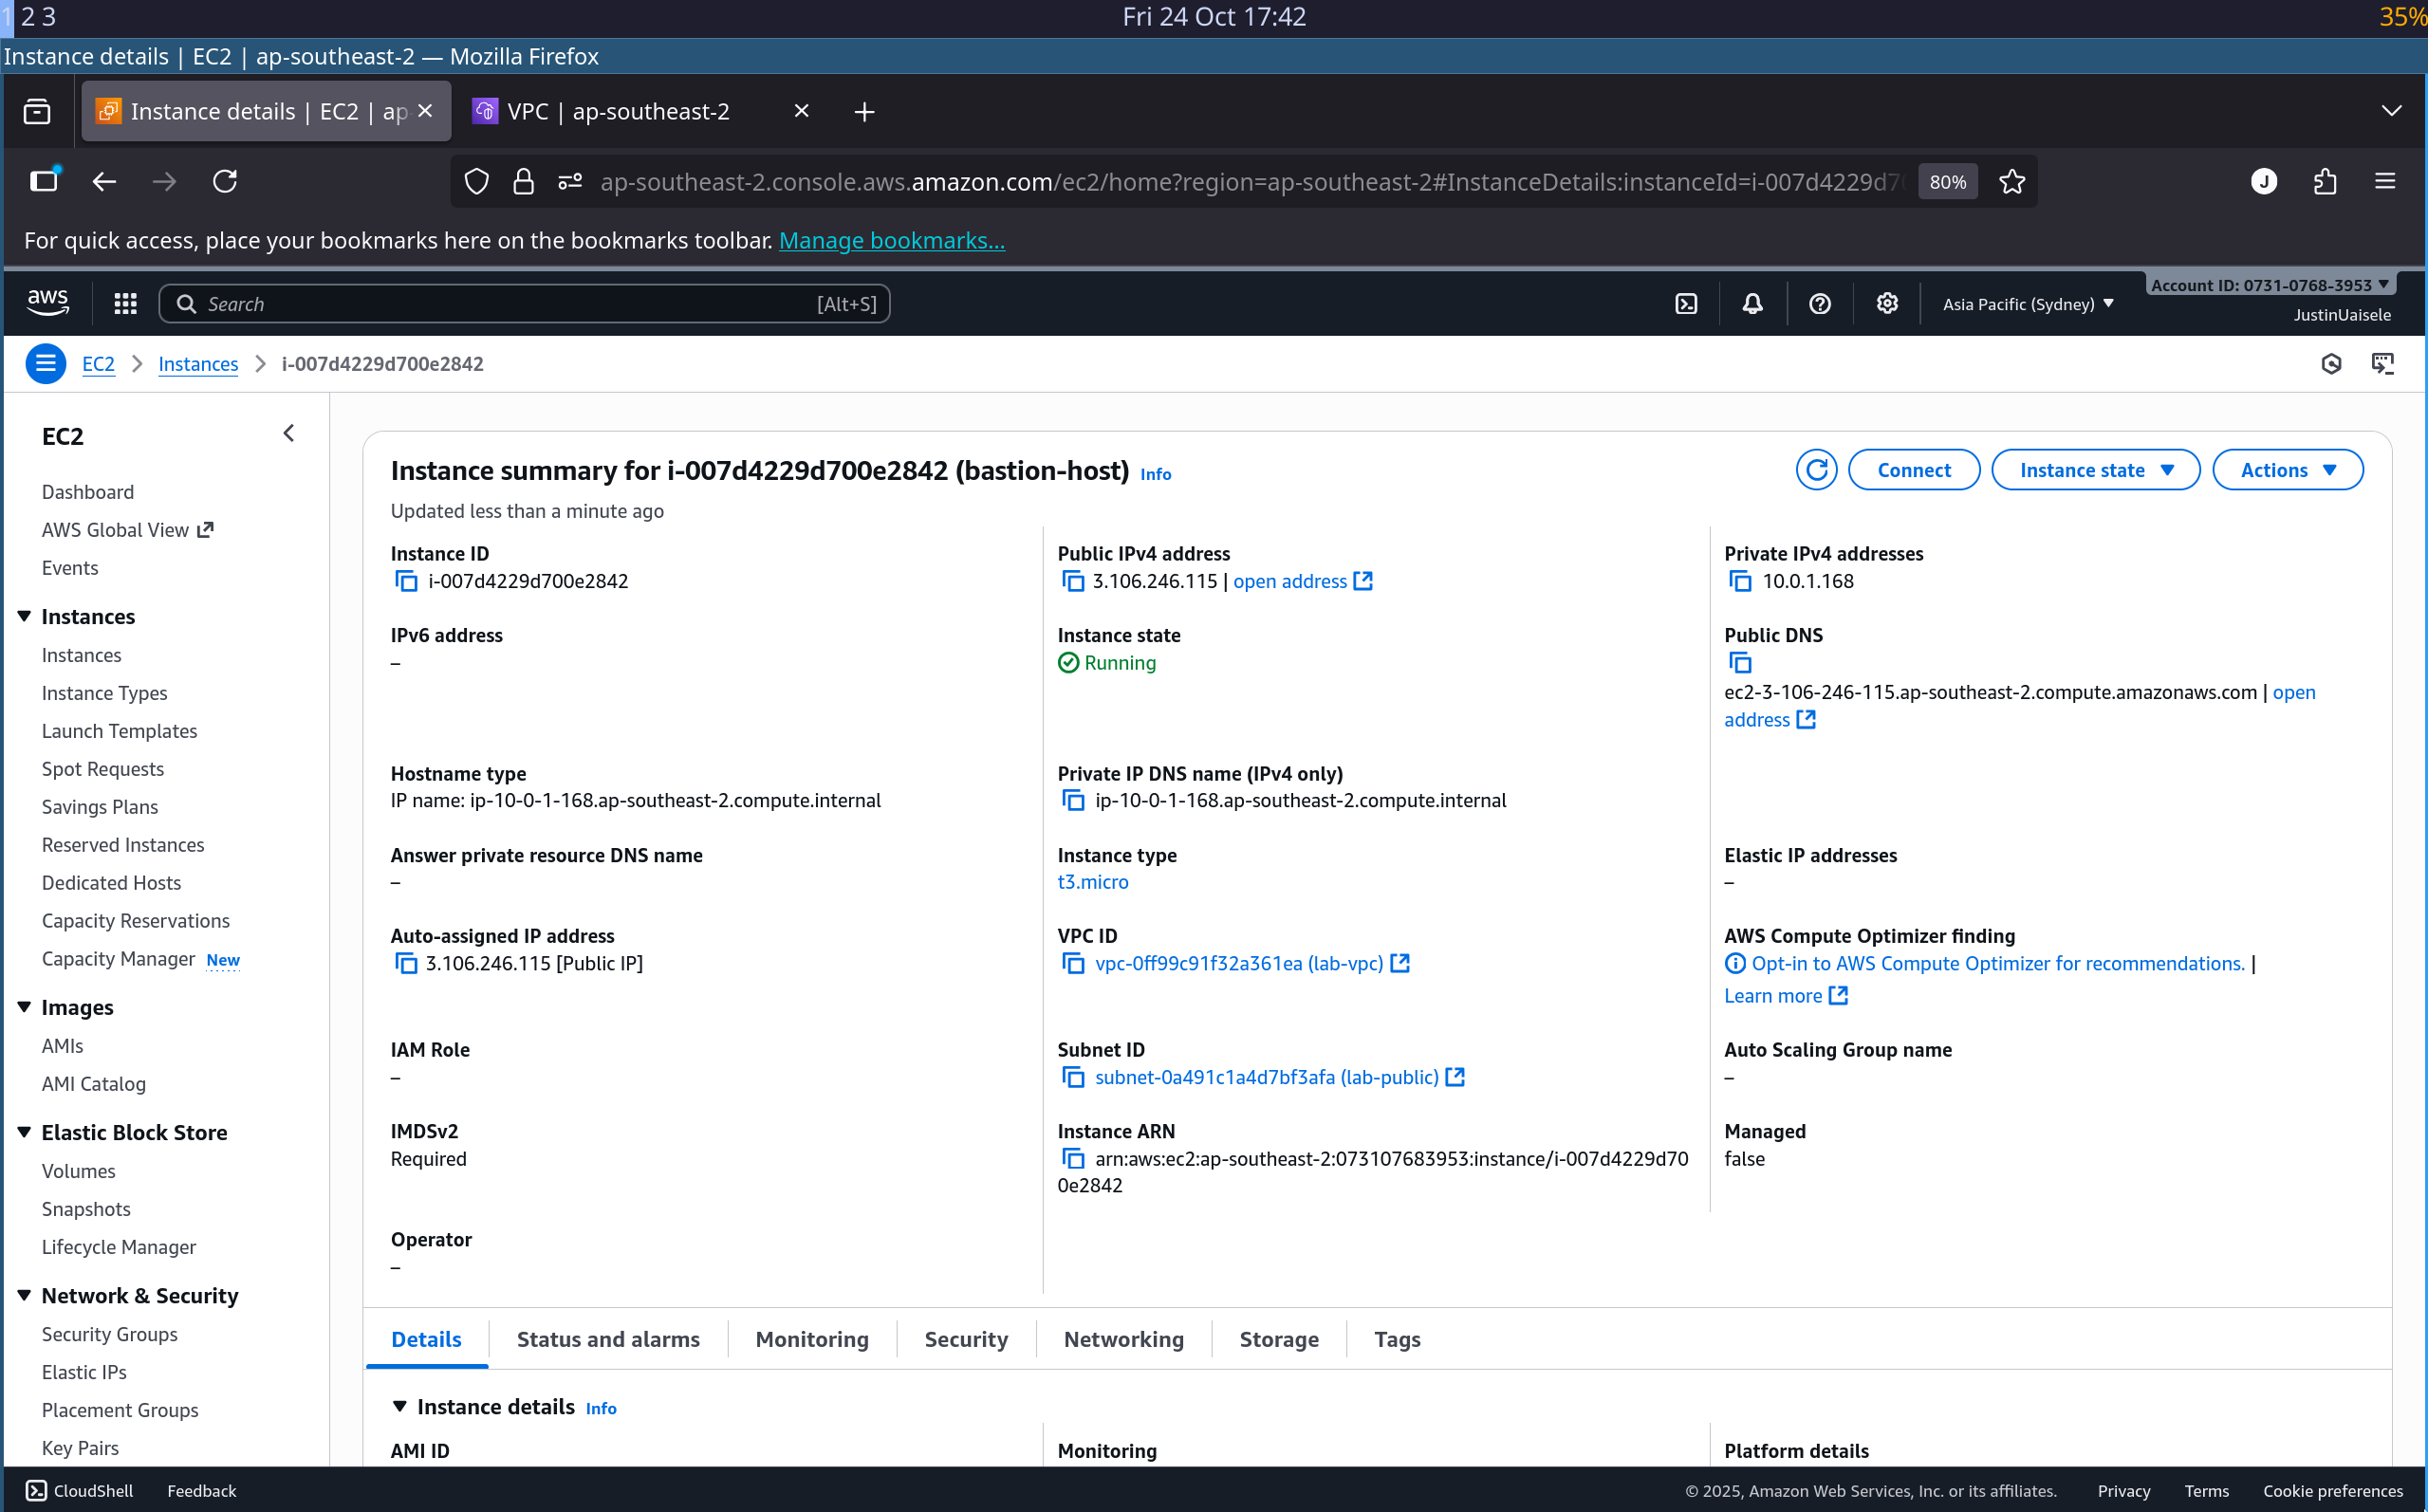 1 2 3
Fri 24 Oct 17:42
35%
Instance details | EC2 | ap-southeast-2 — Mozilla Firefox
Instance details | EC2 | ap
VPC | ap-southeast-2
ap-southeast-2.console.aws.amazon.com/ec2/home?region=ap-southeast-2#InstanceDetails:instanceId=i-007d4229d70
80%
J
For quick access, place your bookmarks here on the bookmarks toolbar. Manage bookmarks...
aws
Search
[Alt+S]
Asia Pacific (Sydney)
Account ID: 0731-0768-3953
JustinUaisele
EC2
Instances
i-007d4229d700e2842
EC2
Dashboard
AWS Global View
Events
Instances
Instances
Instance Types
Launch Templates
Spot Requests
Savings Plans
Reserved Instances
Dedicated Hosts
Capacity Reservations
Capacity Manager New
Images
AMIs
AMI Catalog
Elastic Block Store
Volumes
Snapshots
Lifecycle Manager
Network & Security
Security Groups
Elastic IPs
Placement Groups
Key Pairs
Instance summary for i-007d4229d700e2842 (bastion-host) Info
Updated less than a minute ago
Connect
Instance state
Actions
Instance ID
i-007d4229d700e2842
Public IPv4 address
3.106.246.115 | open address
Private IPv4 addresses
10.0.1.168
IPv6 address
–
Instance state
Running
Public DNS
ec2-3-106-246-115.ap-southeast-2.compute.amazonaws.com | open
address
Hostname type
IP name: ip-10-0-1-168.ap-southeast-2.compute.internal
Private IP DNS name (IPv4 only)
ip-10-0-1-168.ap-southeast-2.compute.internal
Answer private resource DNS name
–
Instance type
t3.micro
Elastic IP addresses
–
Auto-assigned IP address
3.106.246.115 [Public IP]
VPC ID
vpc-0ff99c91f32a361ea (lab-vpc)
AWS Compute Optimizer finding
Opt-in to AWS Compute Optimizer for recommendations. |
Learn more
IAM Role
–
Subnet ID
subnet-0a491c1a4d7bf3afa (lab-public)
Auto Scaling Group name
–
IMDSv2
Required
Instance ARN
arn:aws:ec2:ap-southeast-2:073107683953:instance/i-007d4229d70
0e2842
Managed
false
Operator
–
Details
Status and alarms
Monitoring
Security
Networking
Storage
Tags
Instance details Info
AMI ID
Monitoring
Platform details
CloudShell
Feedback
© 2025, Amazon Web Services, Inc. or its affiliates.
Privacy
Terms
Cookie preferences